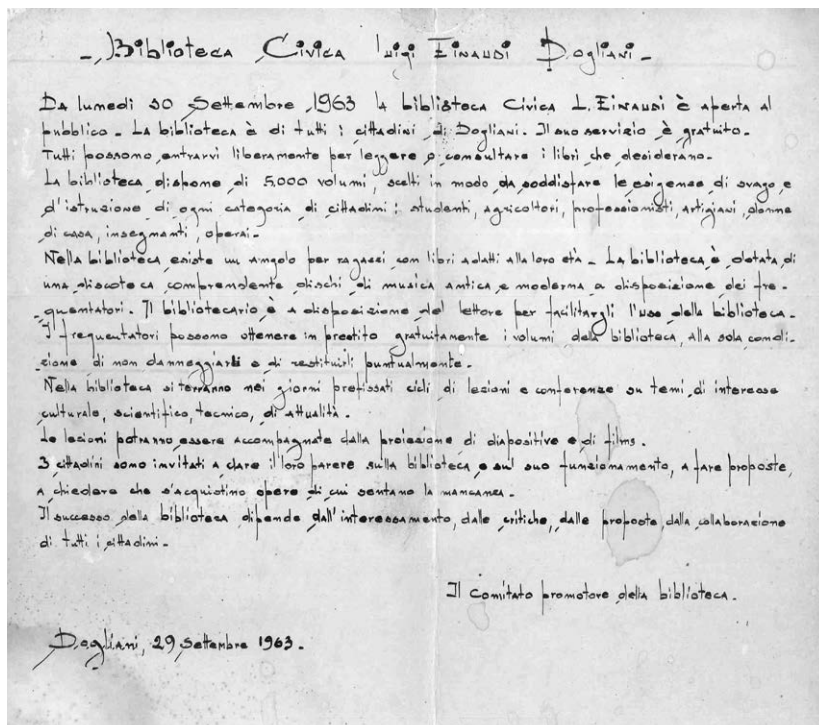 - Biblioteca Civica Luigi Einaudi Dogliani -
Da lunedì 30 Settembre 1963 la biblioteca Civica L. Einaudi è aperta al
pubblico - La biblioteca è di tutti i cittadini di Dogliani. Il suo servizio è gratuito -
Tutti possono entrarvi liberamente per leggere o consultare i libri che desiderano -
La biblioteca dispone di 5.000 volumi, scelti in modo da soddisfare le esigenze di svago e
d'istruzione di ogni categoria di cittadini: studenti, agricoltori, professionisti, artigiani, donne
di casa, insegnanti, operai -
Nella biblioteca esiste un angolo per ragazzi con libri adatti alla loro età - La biblioteca è dotata di
una discoteca comprendente dischi di musica antica e moderna a disposizione dei fre-
quentatori. Il bibliotecario è a disposizione del lettore per facilitargli l'uso della biblioteca -
I frequentatori possono ottenere in prestito gratuitamente i volumi della biblioteca, alla sola condi-
zione di non danneggiarli e di restituirli puntualmente -
Nella biblioteca si terranno nei giorni prefissati cicli di lezioni e conferenze su temi di interesse
culturale, scientifico, tecnico, di attualità.
Le lezioni potranno essere accompagnate dalla proiezione di diapositive e di films.
I cittadini sono invitati a dare il loro parere sulla biblioteca e sul suo funzionamento, a fare proposte,
a chiedere che s'acquistino opere di cui sentano la mancanza -
Il successo della biblioteca dipende dall'interessamento, dalle critiche, dalle proposte, dalla collaborazione
di tutti i cittadini -
Il comitato promotore della biblioteca.
Dogliani, 29 Settembre 1963 -